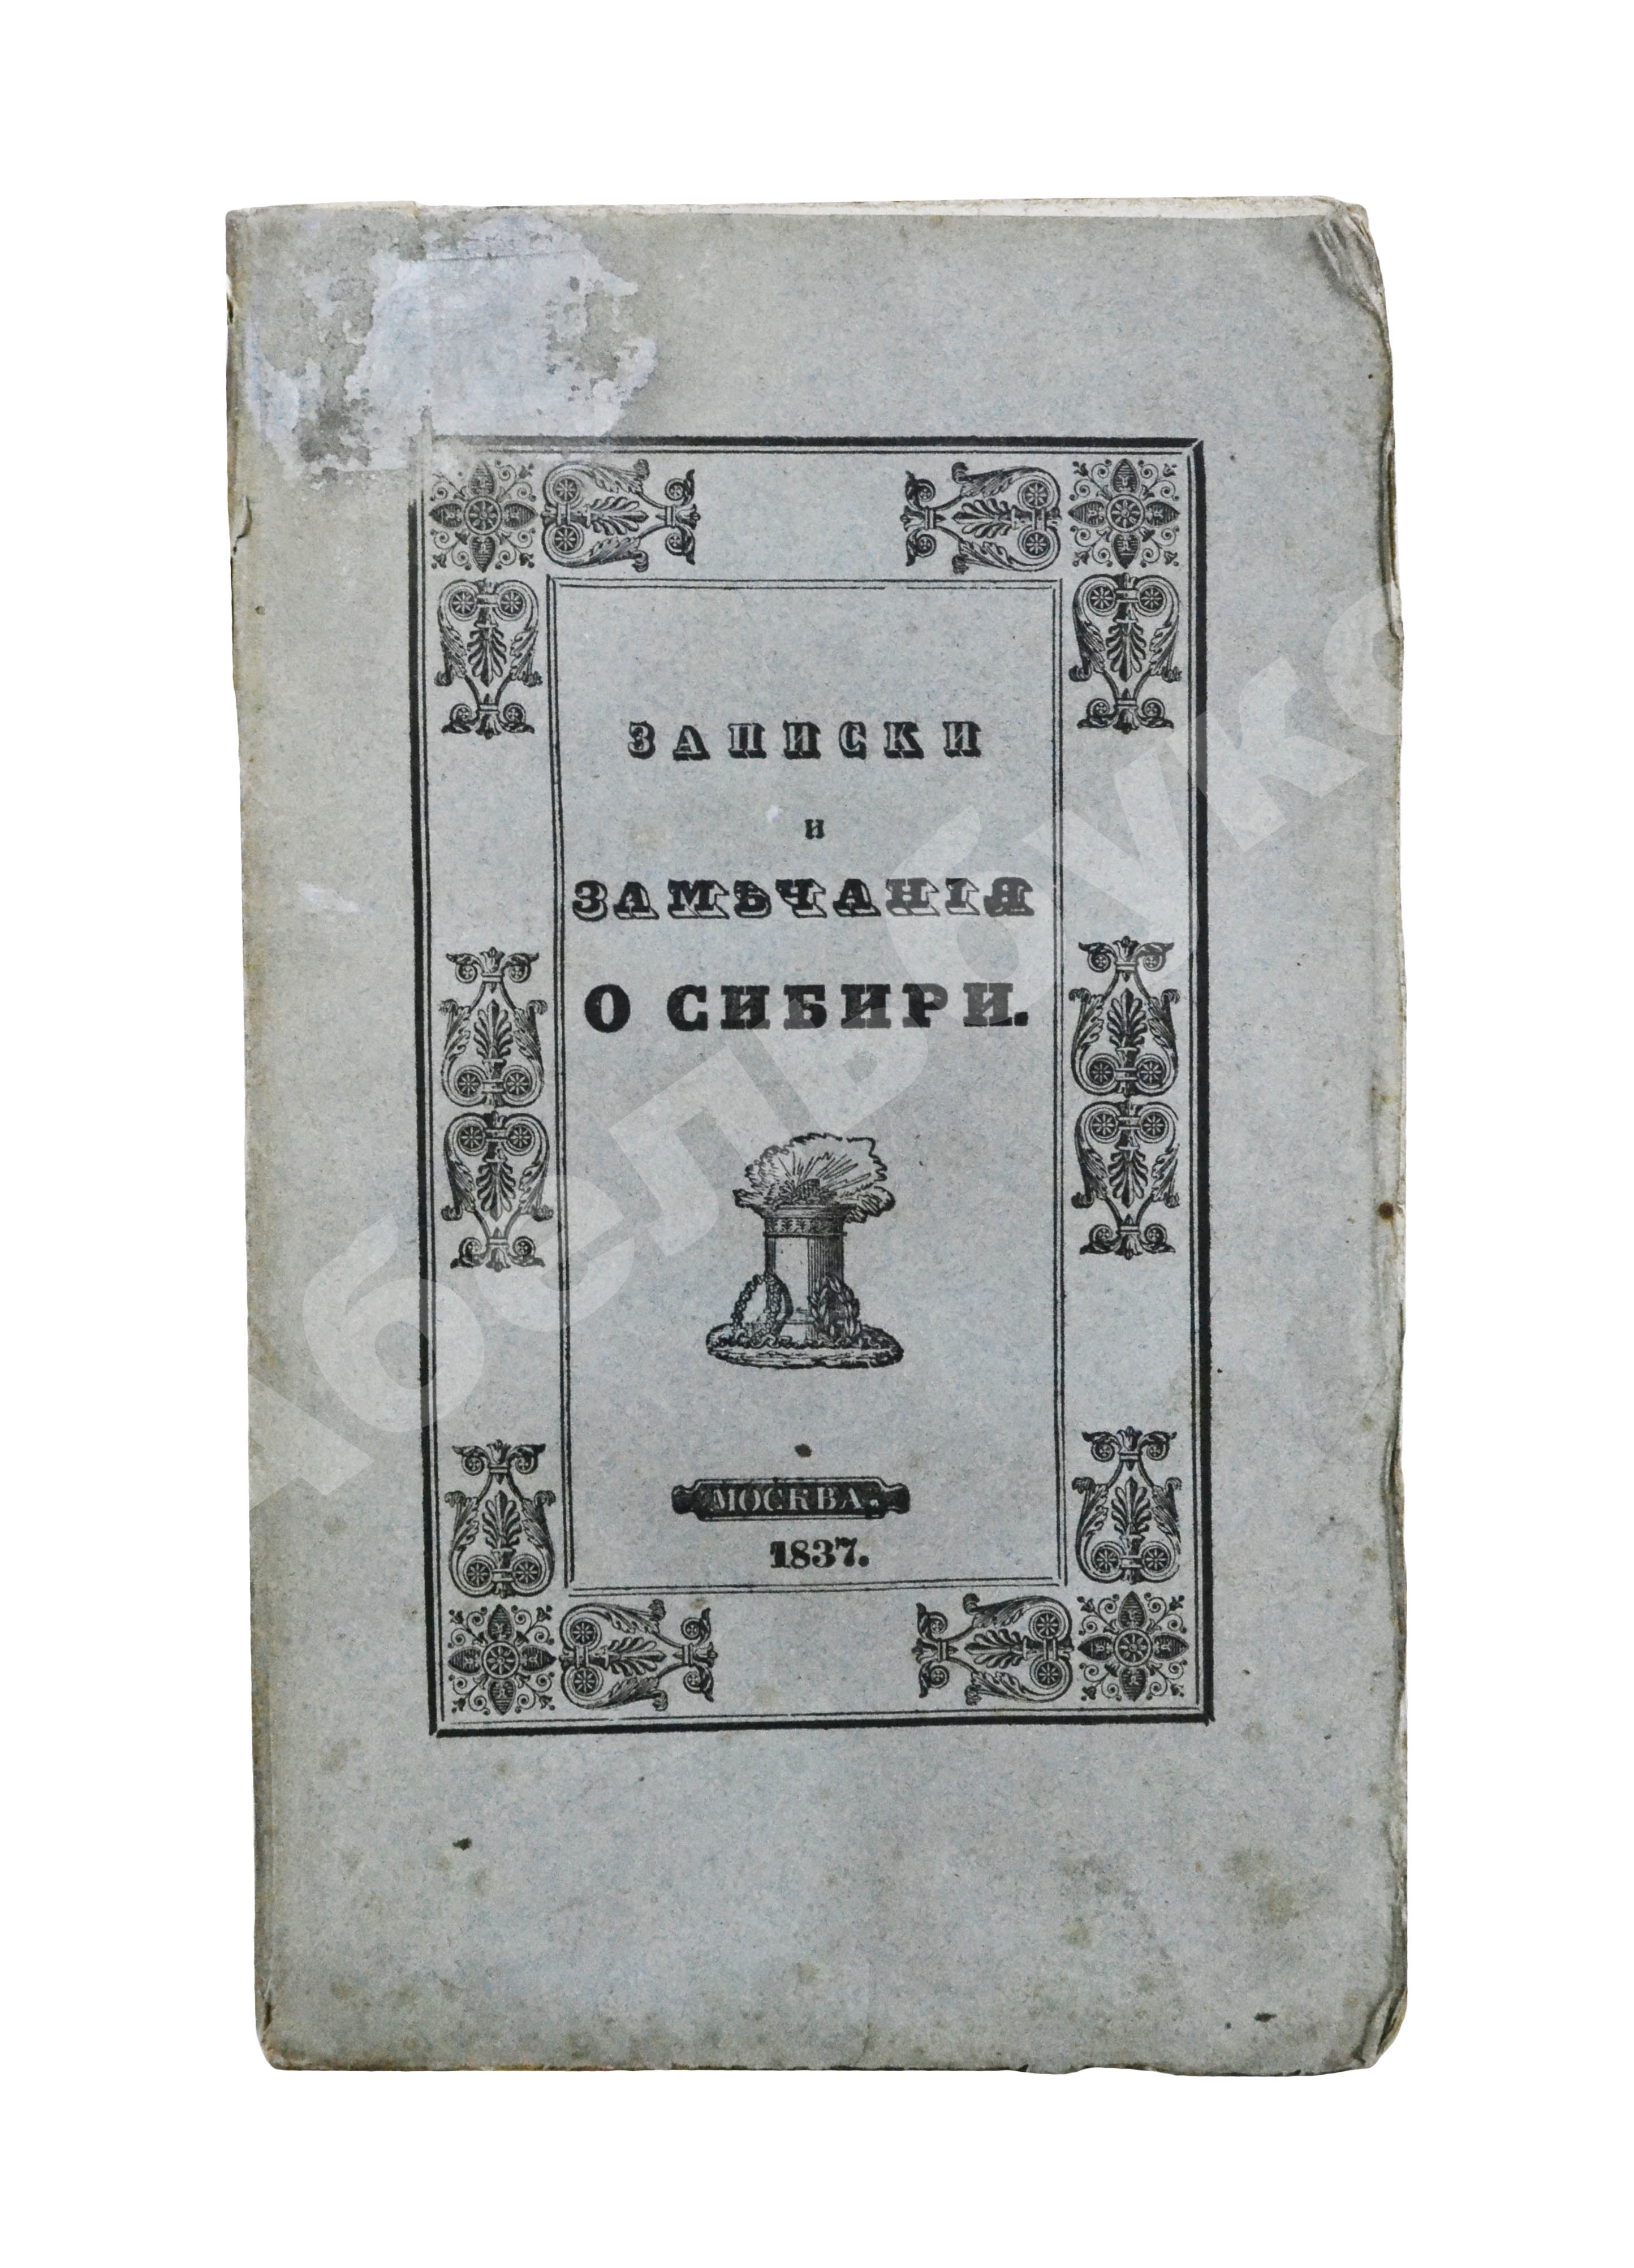 ЗАПИСКИ
и
ЗАМѢЧАНІЯ
О СИБИРИ.
МОСКВА.
1837.